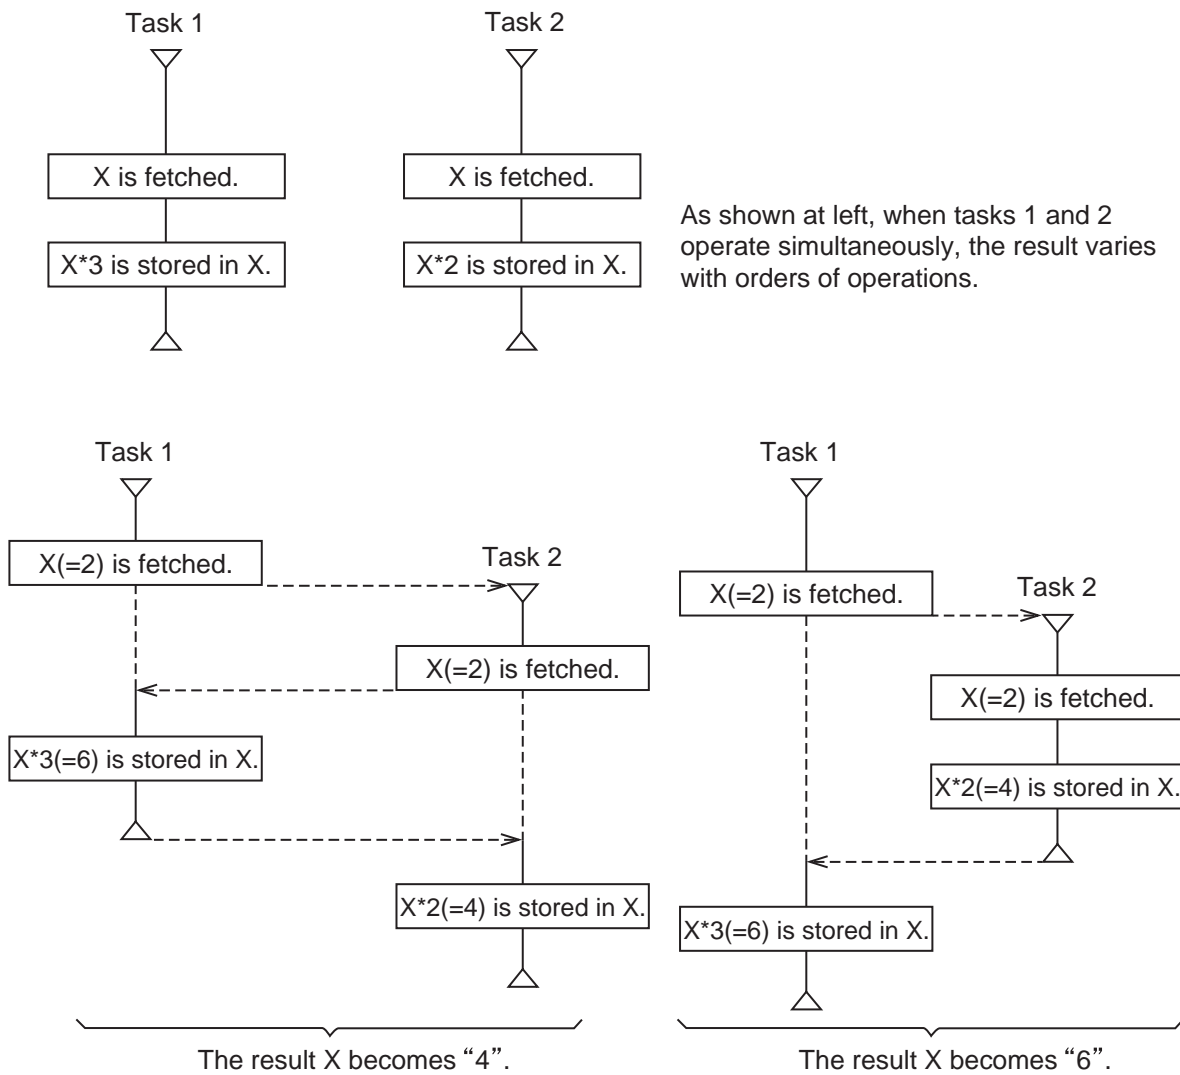 Task 1
Task 2
X is fetched.
X is fetched.
X*3 is stored in X.
X*2 is stored in X.
As shown at left, when tasks 1 and 2
operate simultaneously, the result varies
with orders of operations.
Task 1
X(=2) is fetched.
Task 2
X(=2) is fetched.
X*3(=6) is stored in X.
X*2(=4) is stored in X.
The result X becomes “4”.
Task 1
X(=2) is fetched.
Task 2
X(=2) is fetched.
X*2(=4) is stored in X.
X*3(=6) is stored in X.
The result X becomes “6”.